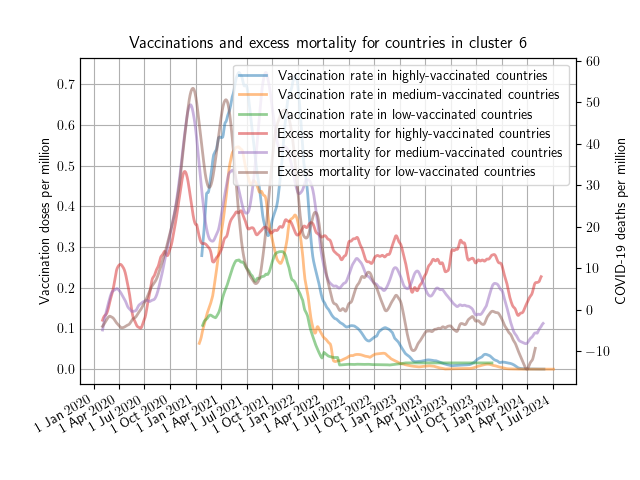 Vaccinations and excess mortality for countries in cluster 6
Vaccination rate in highly-vaccinated countries
Vaccination rate in medium-vaccinated countries
Vaccination rate in low-vaccinated countries
Excess mortality for highly-vaccinated countries
Excess mortality for medium-vaccinated countries
Excess mortality for low-vaccinated countries
Vaccination doses per million
0.7
0.6
0.5
0.4
0.3
0.2
0.1
0.0
COVID-19 deaths per million
60
50
40
30
20
10
0
−10
1 Jan 2020
1 Apr 2020
1 Jul 2020
1 Oct 2020
1 Jan 2021
1 Apr 2021
1 Jul 2021
1 Oct 2021
1 Jan 2022
1 Apr 2022
1 Jul 2022
1 Oct 2022
1 Jan 2023
1 Apr 2023
1 Jul 2023
1 Oct 2023
1 Jan 2024
1 Apr 2024
1 Jul 2024